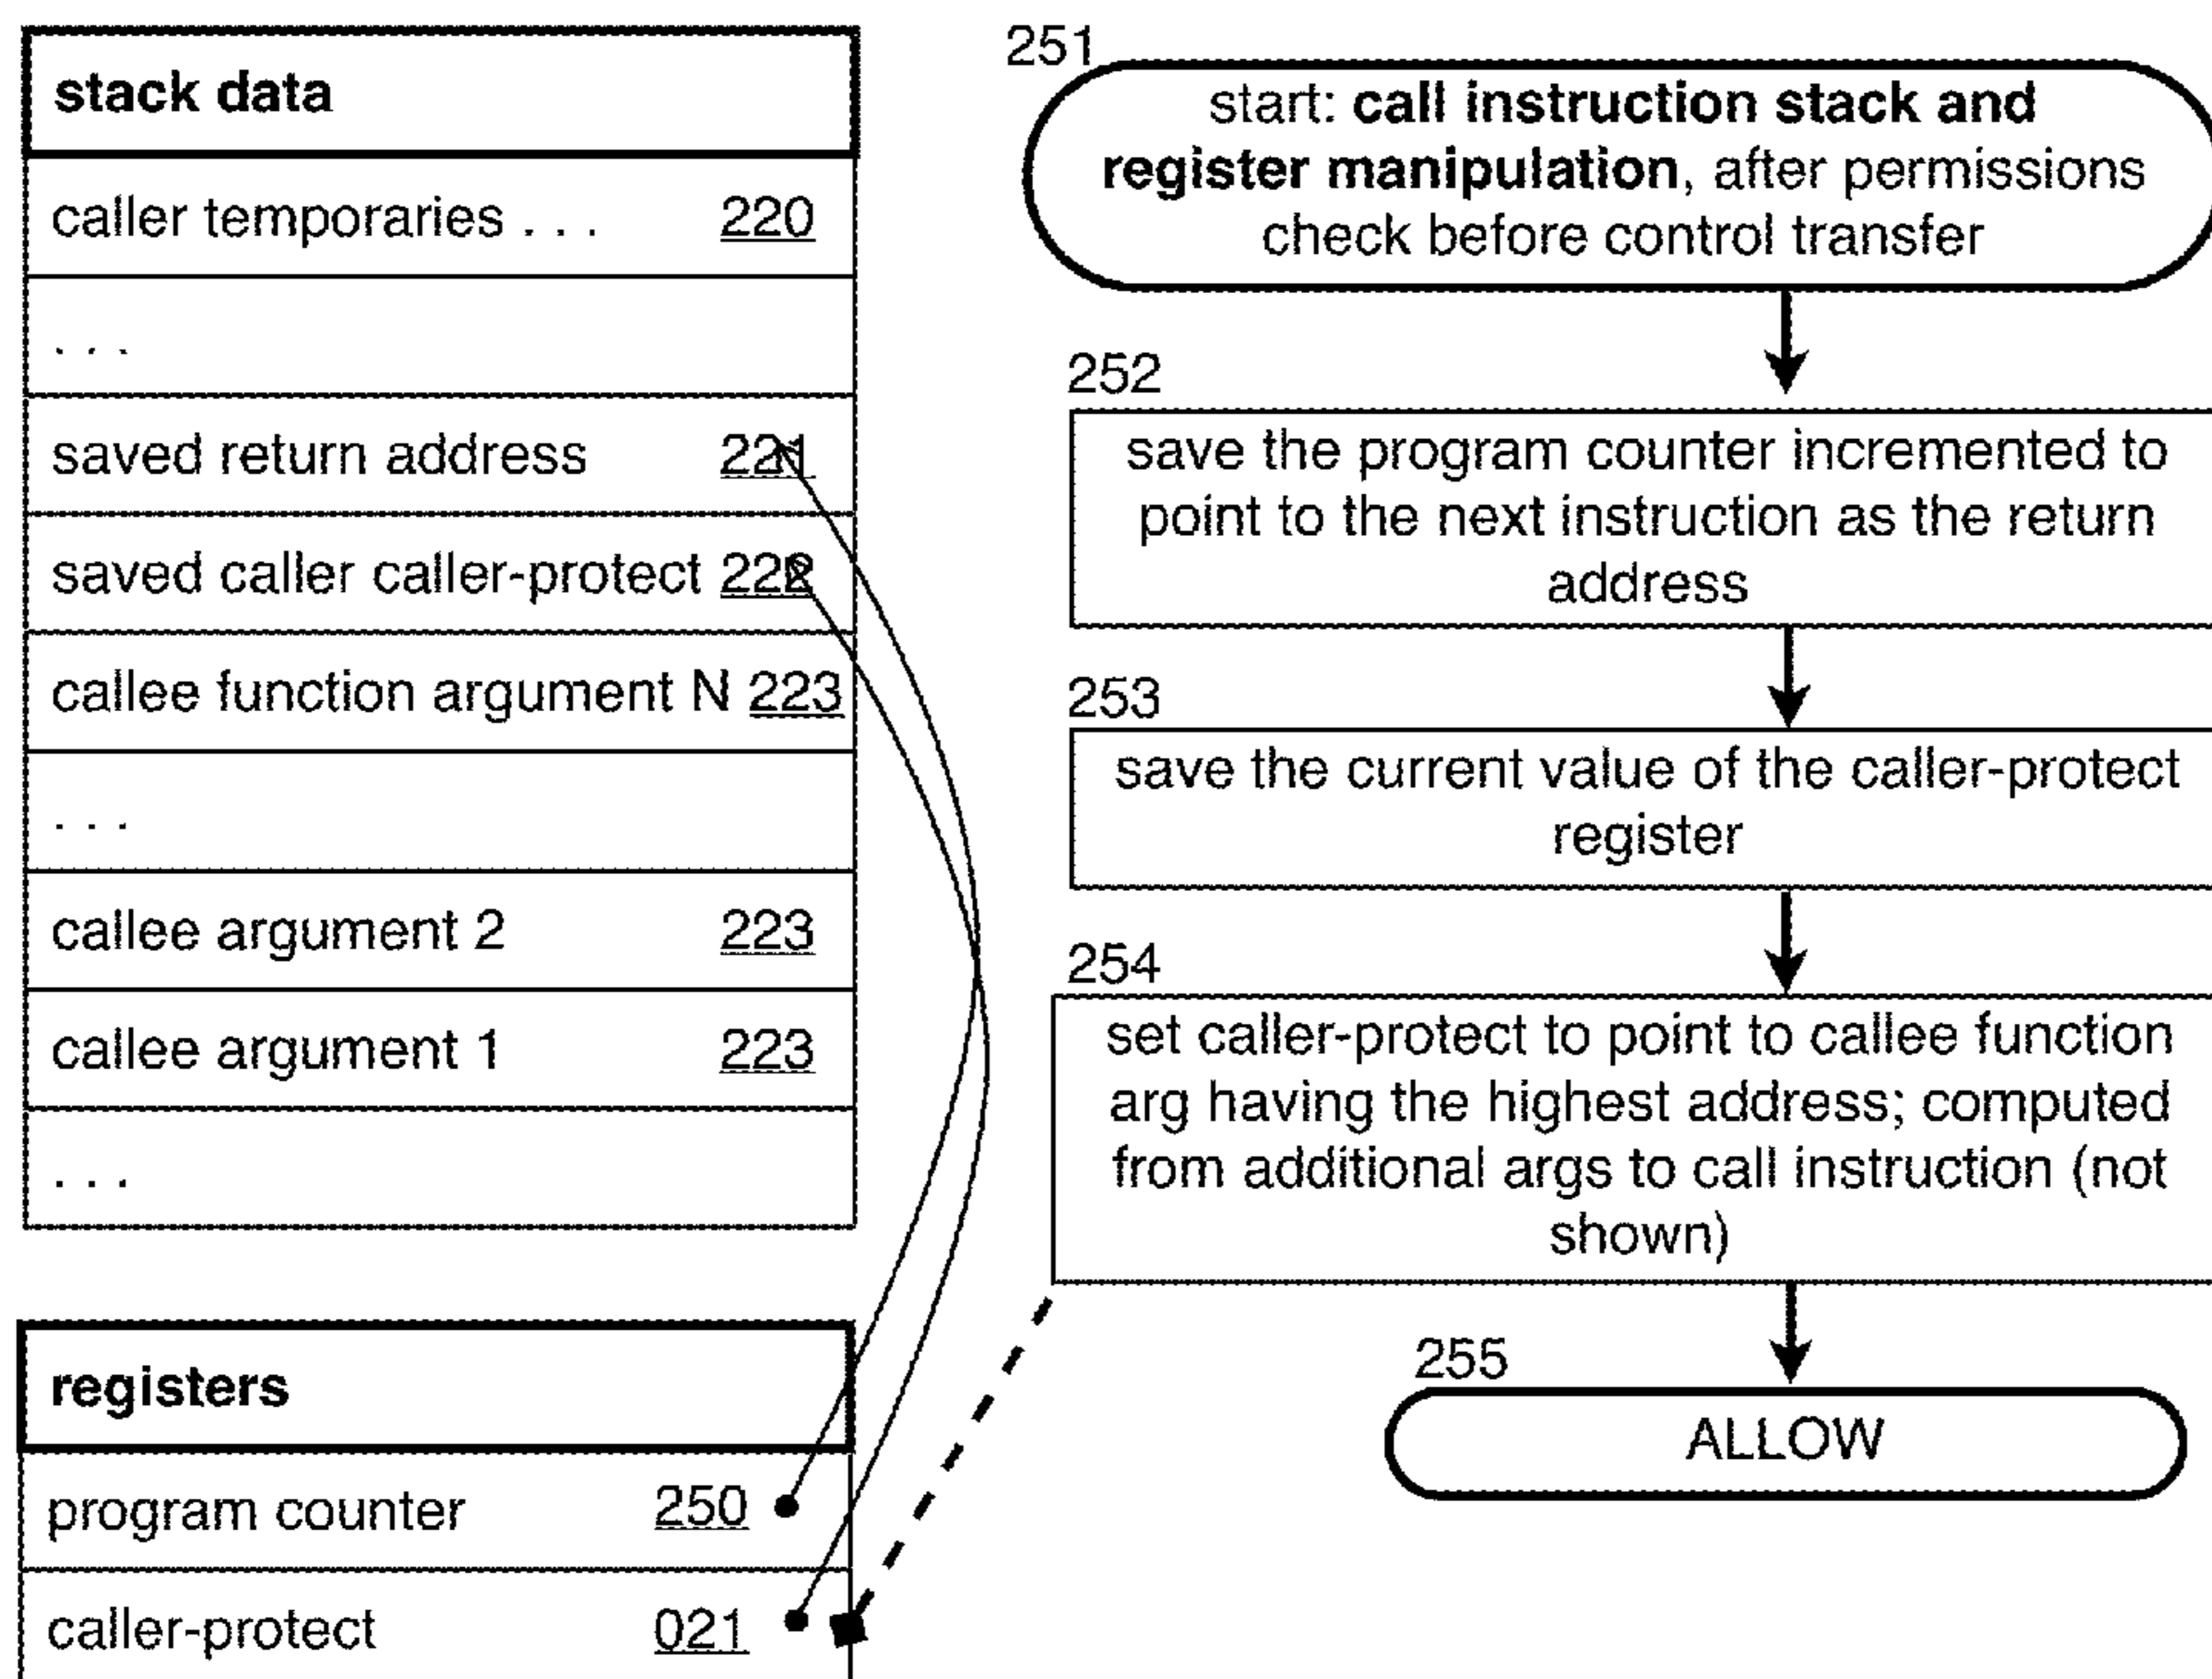 stack data
caller temporaries . . . 220
. . .
saved return address 221
saved caller caller-protect 222
callee function argument N 223
. . .
callee argument 2 223
callee argument 1 223
. . .
registers
program counter 250
caller-protect 021
251
start: call instruction stack and
register manipulation, after permissions
check before control transfer
252
save the program counter incremented to
point to the next instruction as the return
address
253
save the current value of the caller-protect
register
254
set caller-protect to point to callee function
arg having the highest address; computed
from additional args to call instruction (not
shown)
255
ALLOW